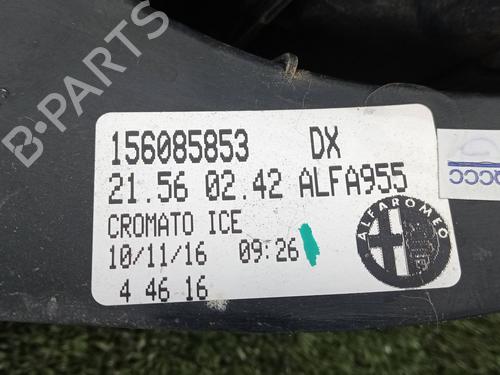 156085853 DX
21.56 02.42 ALFA955
CROMATO ICE
10/11/16 09:26
4 46 16
ALFA ROMEO
QCCC
B-PARTS